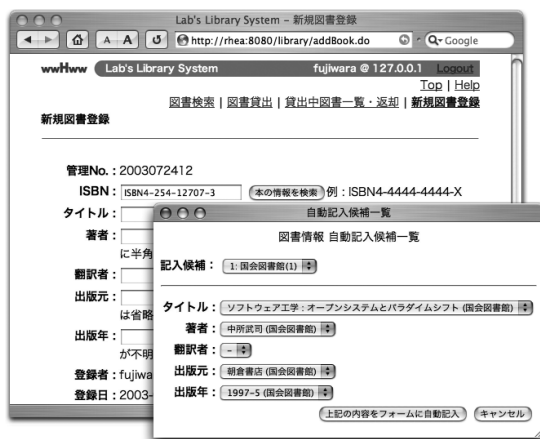 Lab's Library System – 新規図書登録
A A http://rhea:8080/library/addBook.do Q- Google
wwHww Lab's Library System fujiwara @ 127.0.0.1 Logout
Top | Help
図書検索 | 図書貸出 | 貸出中図書一覧・返却 | 新規図書登録
新規図書登録
管理No. : 2003072412
ISBN : ISBN4-254-12707-3 本の情報を検索 例 : ISBN4-4444-4444-X
タイトル :
著者 :
に半角
翻訳者 :
出版元 :
は省略
出版年 :
が不明
登録者 : fujiwa
登録日 : 2003-
自動記入候補一覧
図書情報 自動記入候補一覧
記入候補 : 1: 国会図書館(1)
タイトル : ソフトウェア工学 : オープンシステムとパラダイムシフト (国会図書館)
著者 : 中所武司 (国会図書館)
翻訳者 : -
出版元 : 朝倉書店 (国会図書館)
出版年 : 1997-5 (国会図書館)
上記の内容をフォームに自動記入 キャンセル